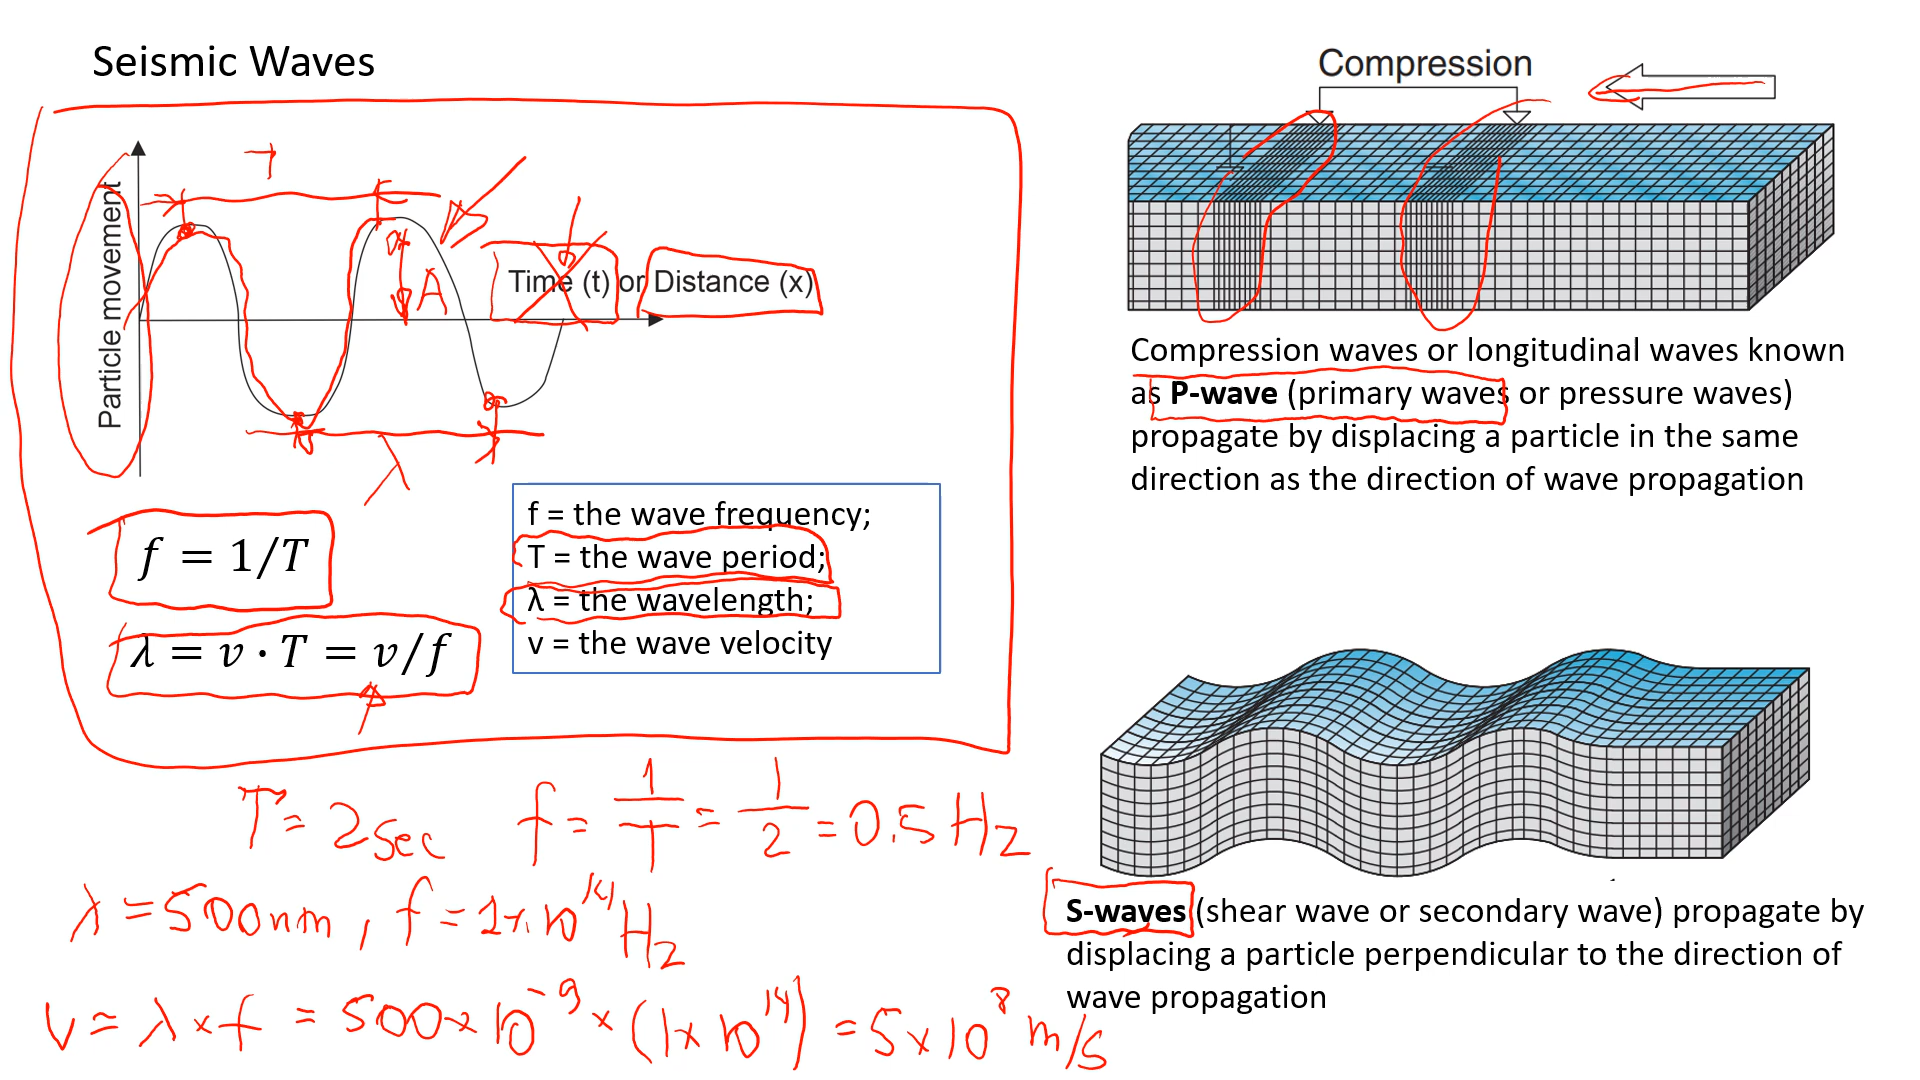 Seismic Waves
Particle movement
T
A
Time (t) or Distance (x)
λ
f = 1/T
λ = v · T = v/f
f = the wave frequency;
T = the wave period;
λ = the wavelength;
v = the wave velocity
T = 2 sec f = 1/T = 1/2 = 0.5 Hz
λ = 500 nm, f = 1 x 10^14 Hz
v = λ x f = 500 x 10^-9 x (1 x 10^14) = 5 x 10^8 m/s
Compression
Compression waves or longitudinal waves known
as P-wave (primary waves or pressure waves)
propagate by displacing a particle in the same
direction as the direction of wave propagation
S-waves (shear wave or secondary wave) propagate by
displacing a particle perpendicular to the direction of
wave propagation